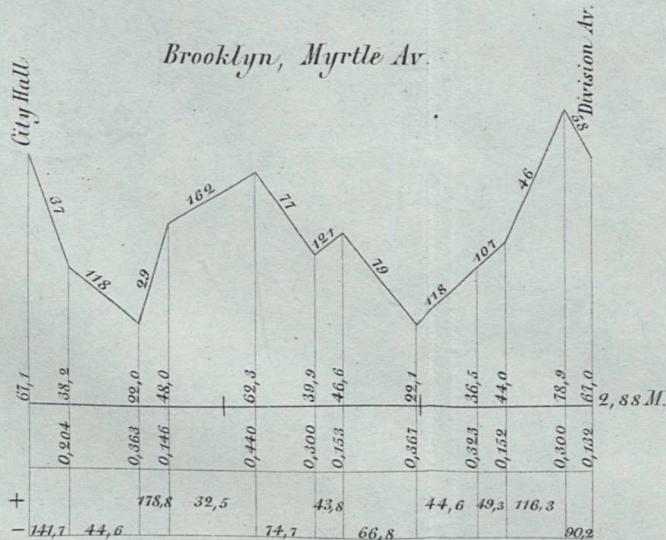 Brooklyn, Myrtle Av.
City Hall
Division Av.
37
118
29
162
77
121
79
118
107
46
58
67,1 38,2 22,0 48,0 62,3 39,9 46,6 22,1 36,5 44,0 78,9 67,0
2,88 M.
0,204 0,363 0,146 0,440 0,300 0,153 0,367 0,323 0,152 0,300 0,132
+ 178,8 32,5 43,8 44,6 49,3 116,3
- 141,7 44,6 74,7 66,8 90,2